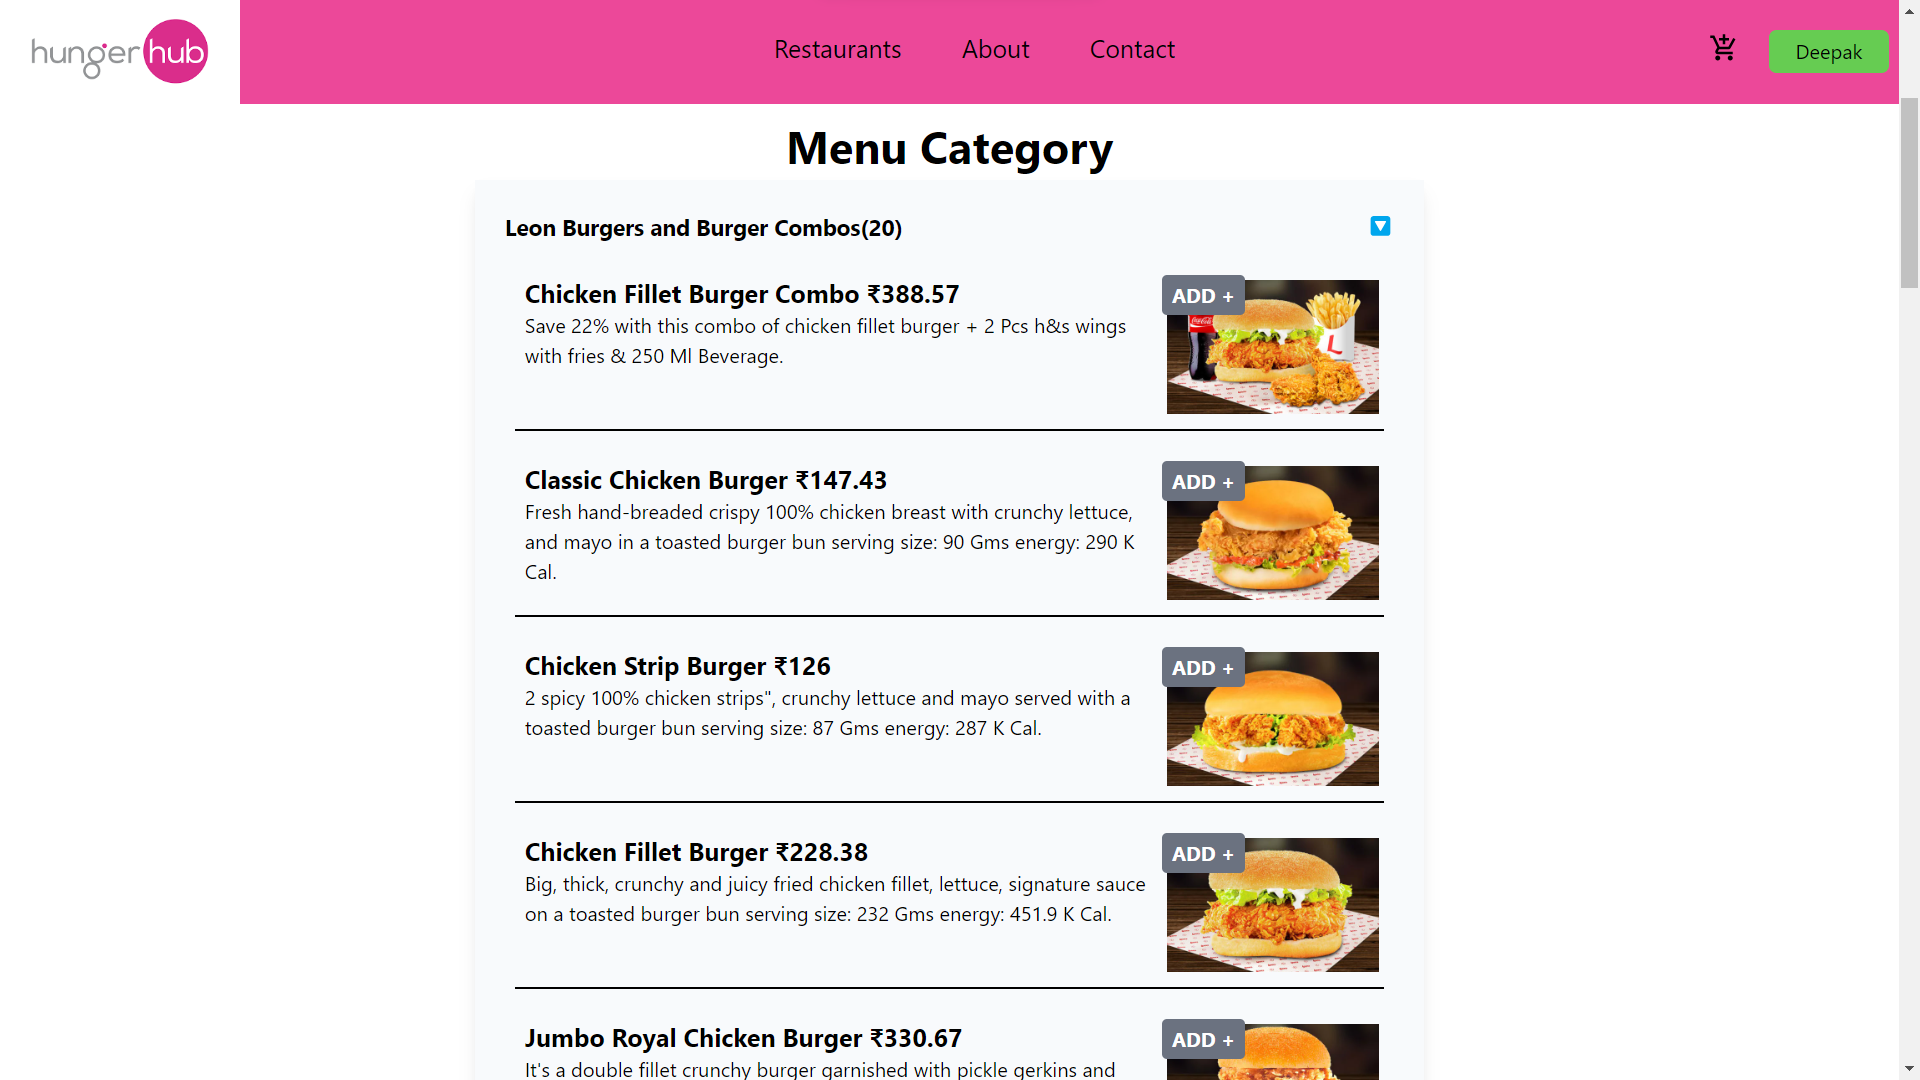 hunger hub
Restaurants
About
Contact
Deepak
Menu Category
Leon Burgers and Burger Combos(20)
Chicken Fillet Burger Combo ₹388.57
Save 22% with this combo of chicken fillet burger + 2 Pcs h&s wings
with fries & 250 Ml Beverage.
ADD +
Coca-Cola
L
Classic Chicken Burger ₹147.43
Fresh hand-breaded crispy 100% chicken breast with crunchy lettuce,
and mayo in a toasted burger bun serving size: 90 Gms energy: 290 K
Cal.
ADD +
Chicken Strip Burger ₹126
2 spicy 100% chicken strips", crunchy lettuce and mayo served with a
toasted burger bun serving size: 87 Gms energy: 287 K Cal.
ADD +
Chicken Fillet Burger ₹228.38
Big, thick, crunchy and juicy fried chicken fillet, lettuce, signature sauce
on a toasted burger bun serving size: 232 Gms energy: 451.9 K Cal.
ADD +
Jumbo Royal Chicken Burger ₹330.67
It's a double fillet crunchy burger garnished with pickle gerkins and
ADD +